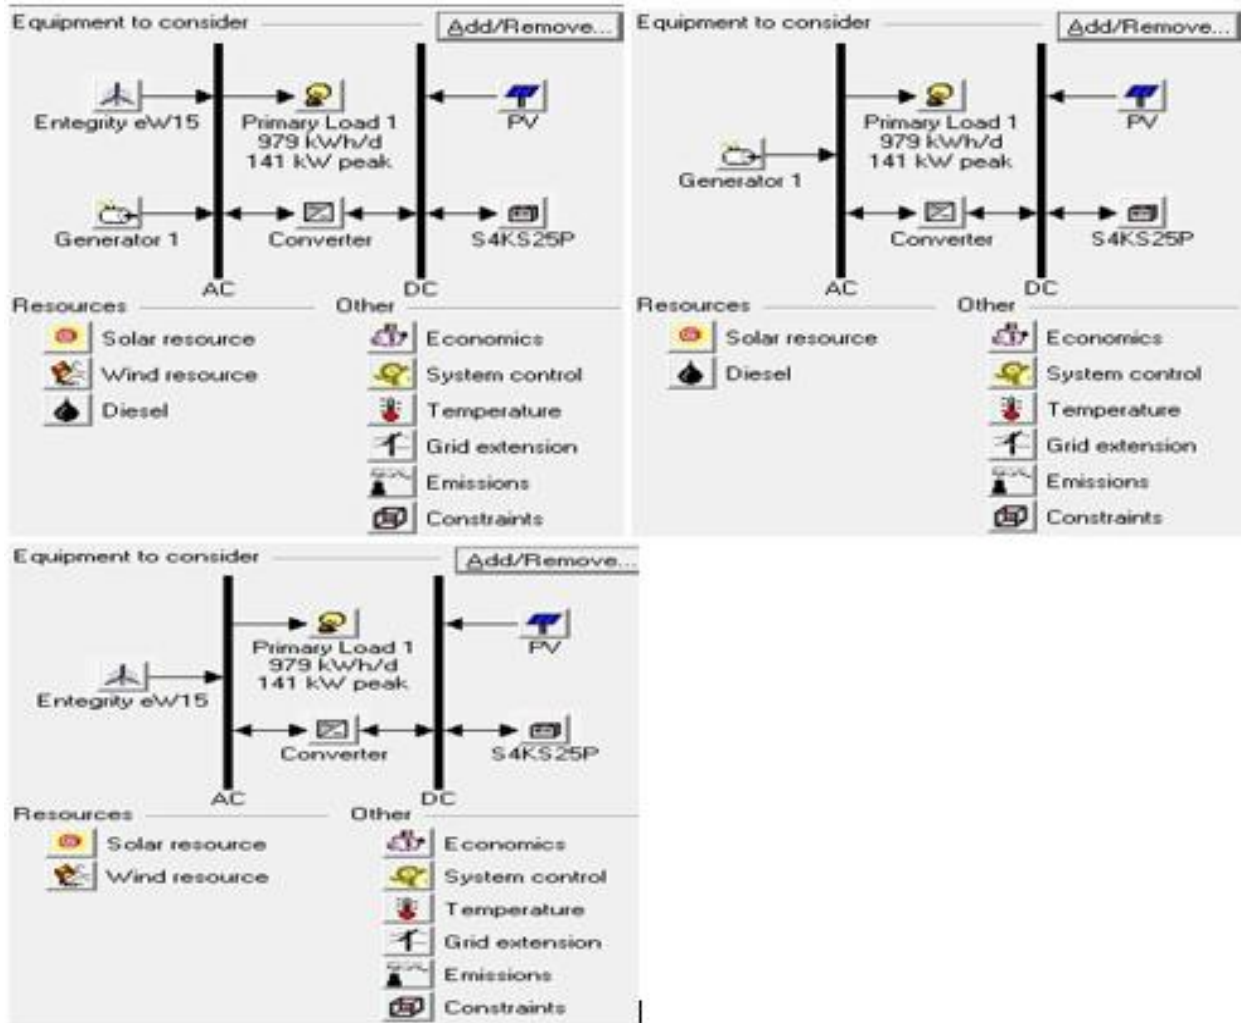 Equipment to consider
Add/Remove...
Entegrity eW15
Primary Load 1
979 kWh/d
141 kW peak
PV
Generator 1
Converter
S4KS25P
AC
DC
Resources
Other
Solar resource
Economics
Wind resource
System control
Diesel
Temperature
Grid extension
Emissions
Constraints
Equipment to consider
Add/Remove...
Primary Load 1
979 kWh/d
141 kW peak
PV
Generator 1
Converter
S4KS25P
AC
DC
Resources
Other
Solar resource
Economics
Diesel
System control
Temperature
Grid extension
Emissions
Constraints
Equipment to consider
Add/Remove...
Primary Load 1
979 kWh/d
141 kW peak
PV
Entegrity eW15
Converter
S4KS25P
AC
DC
Resources
Other
Solar resource
Economics
Wind resource
System control
Temperature
Grid extension
Emissions
Constraints